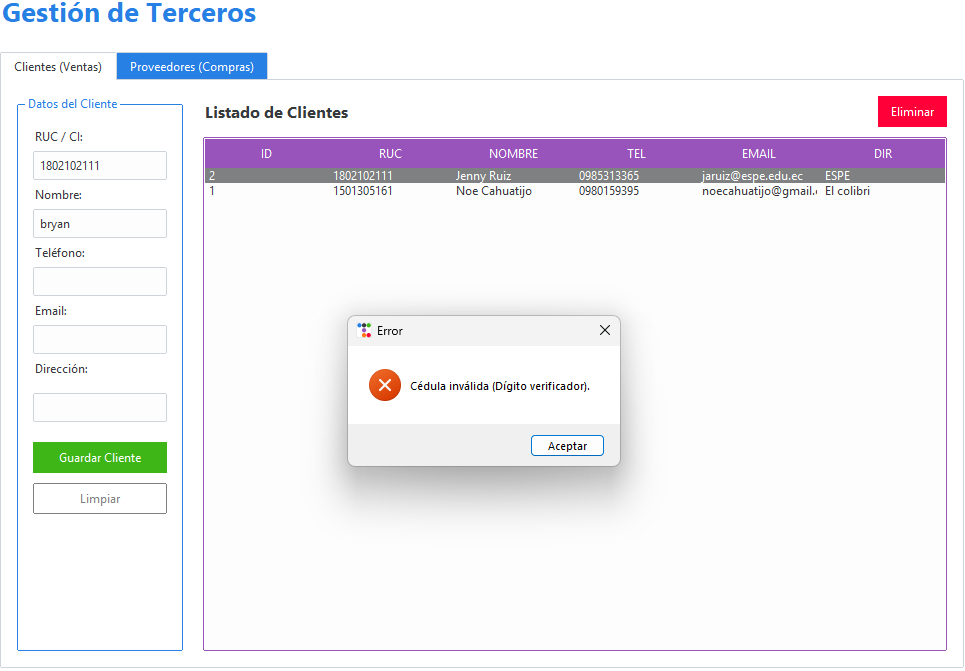 Gestión de Terceros
Clientes (Ventas) Proveedores (Compras)
Datos del Cliente
RUC / CI:
1802102111
Nombre:
bryan
Teléfono:
Email:
Dirección:
Guardar Cliente
Limpiar
Listado de Clientes
Eliminar
ID RUC NOMBRE TEL EMAIL DIR
2 1802102111 Jenny Ruiz 0985313365 jaruiz@espe.edu.ec ESPE
1 1501305161 Noe Cahuatijo 0980159395 noecahuatijo@gmail. El colibri
Error
Cédula inválida (Dígito verificador).
Aceptar